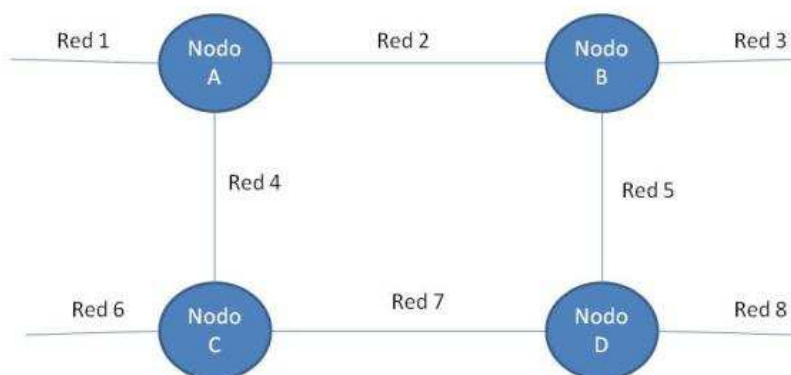 Red 1
Nodo
A
Red 2
Nodo
B
Red 3
Red 4
Red 5
Red 6
Nodo
C
Red 7
Nodo
D
Red 8